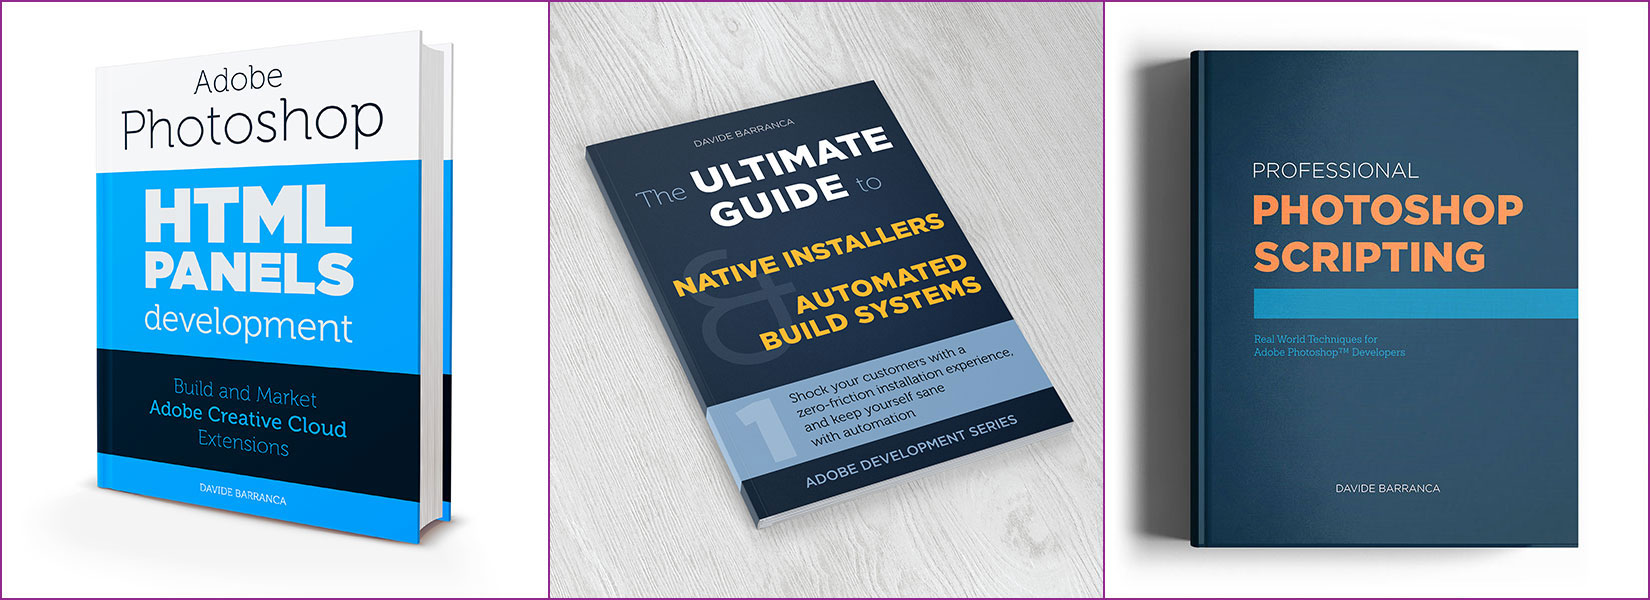 Adobe
Photoshop
HTML
PANELS
development
Build and Market
Adobe Creative Cloud
Extensions
DAVIDE BARRANCA
DAVIDE BARRANCA
The ULTIMATE
GUIDE to
NATIVE INSTALLERS
&
AUTOMATED
BUILD SYSTEMS
1
Shock your customers with a
zero-friction installation experience,
and keep yourself sane
with automation
ADOBE DEVELOPMENT SERIES
PROFESSIONAL
PHOTOSHOP
SCRIPTING
Real World Techniques for
Adobe Photoshop™ Developers
DAVIDE BARRANCA